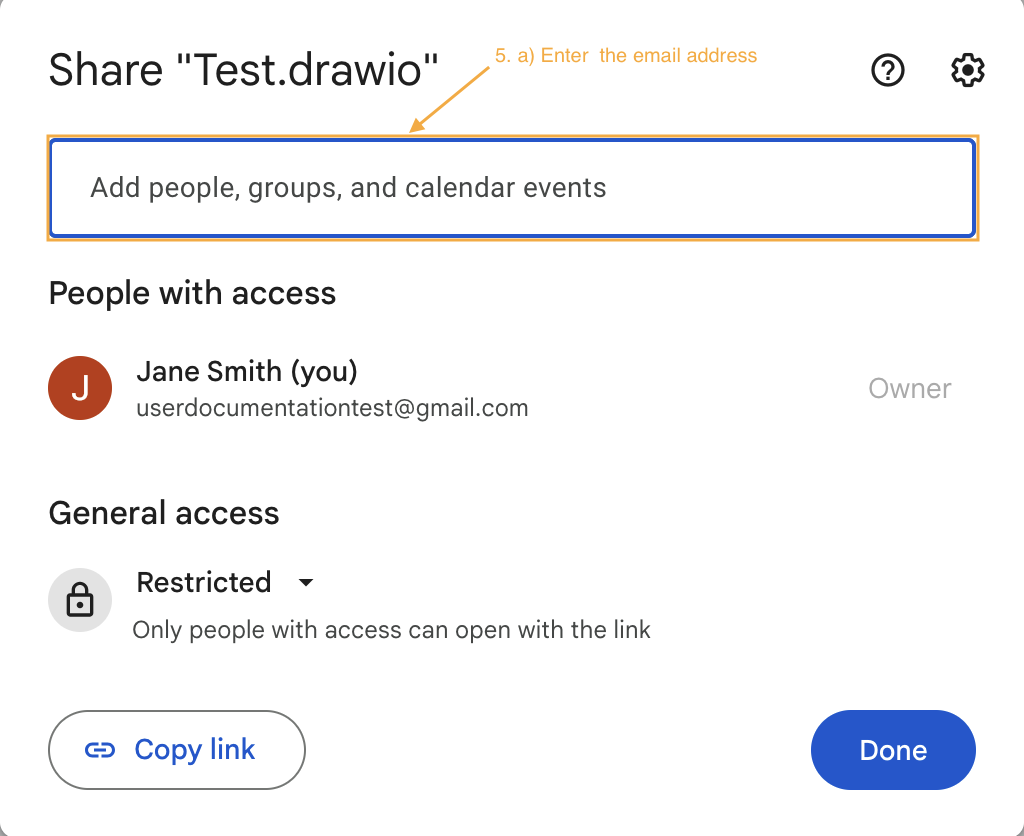 Share "Test.drawio"
5. a) Enter  the email address
Add people, groups, and calendar events
People with access
J
Jane Smith (you)
userdocumentationtest@gmail.com
Owner
General access
Restricted
Only people with access can open with the link
Copy link
Done